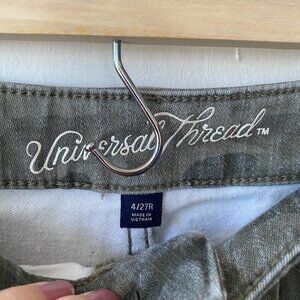 Universal Thread™
4/27R
MADE IN
VIETNAM